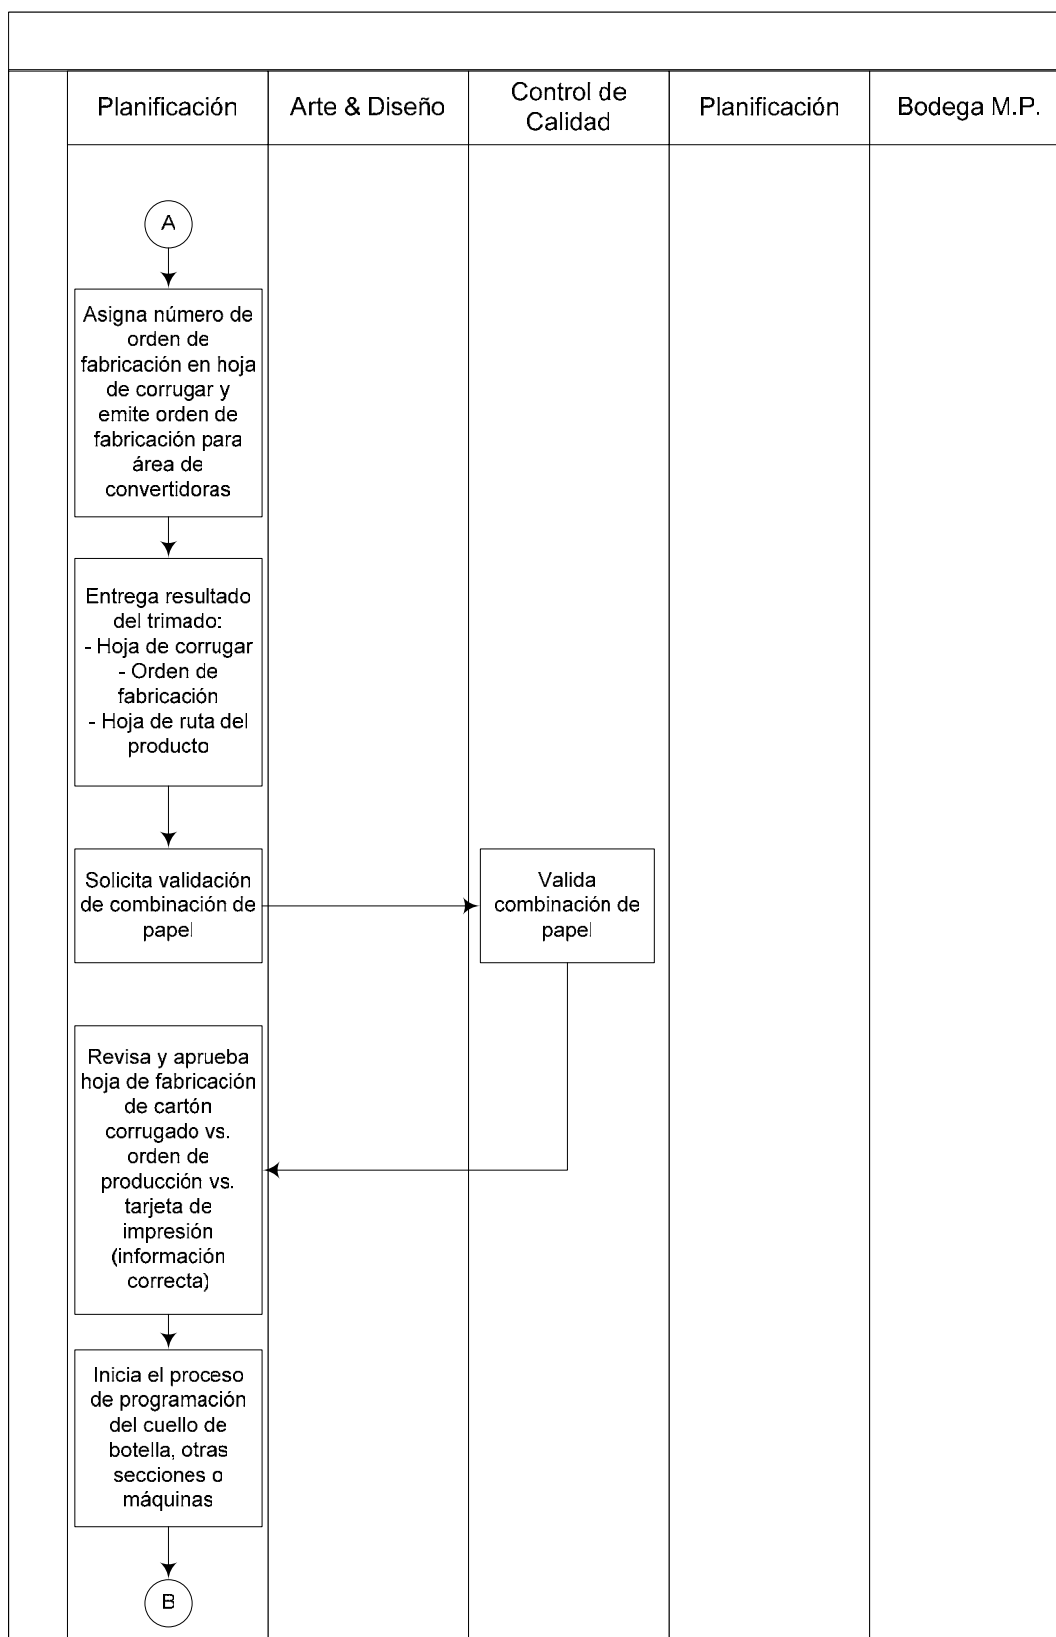 Planificación
Arte & Diseño
Control de
Calidad
Planificación
Bodega M.P.
A
Asigna número de
orden de
fabricación en hoja
de corrugar y
emite orden de
fabricación para
área de
convertidoras
Entrega resultado
del trimado:
- Hoja de corrugar
- Orden de
fabricación
- Hoja de ruta del
producto
Solicita validación
de combinación de
papel
Valida
combinación de
papel
Revisa y aprueba
hoja de fabricación
de cartón
corrugado vs.
orden de
producción vs.
tarjeta de
impresión
(información
correcta)
Inicia el proceso
de programación
del cuello de
botella, otras
secciones o
máquinas
B